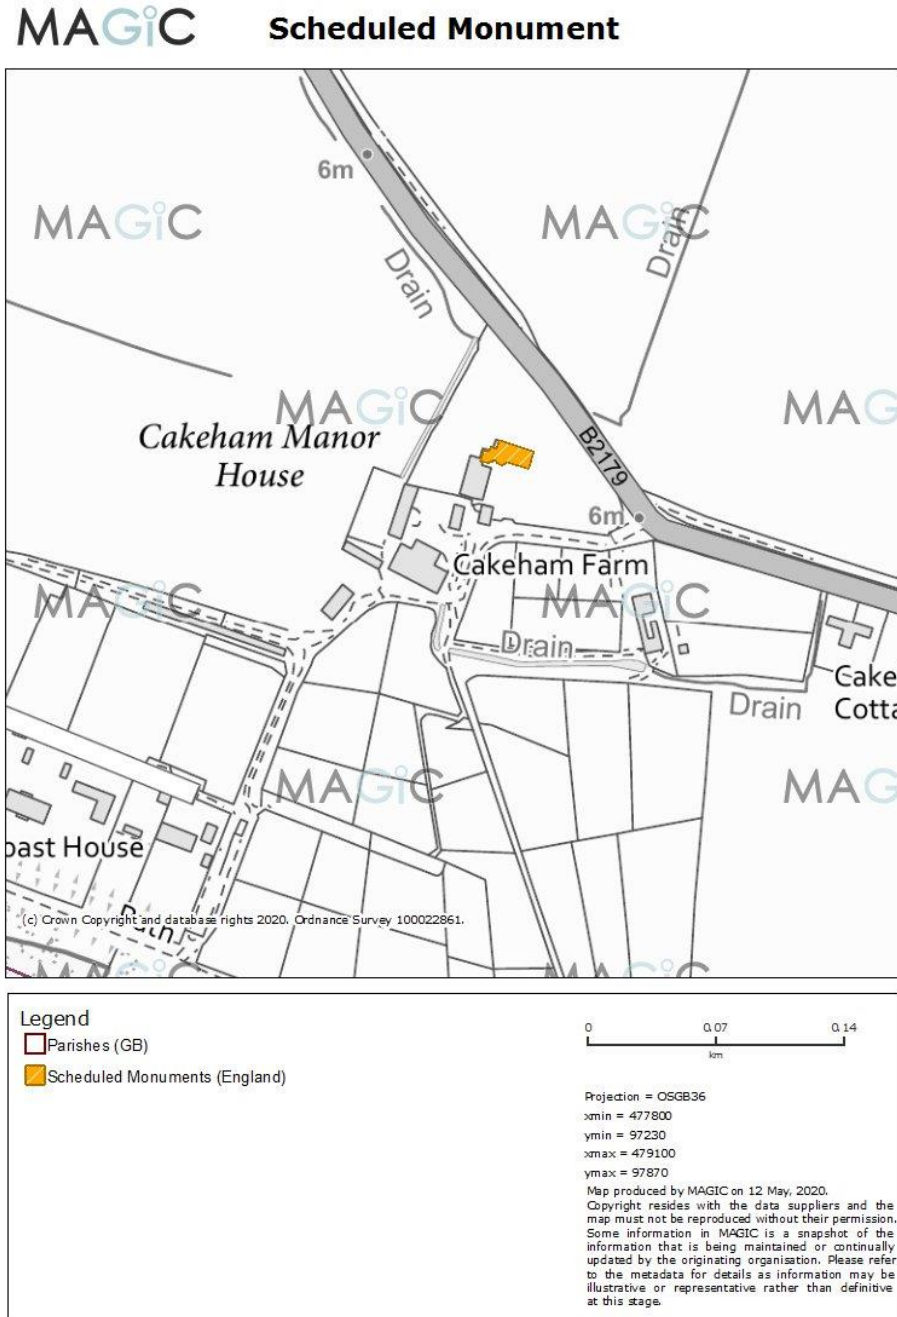 MAGiC
Scheduled Monument
6m
MAGiC
MAGiC
Drain
Drain
MAGiC
MAG
Cakeham Manor
House
B2179
6m
Cakeham Farm
MAGiC
MAGiC
Drain
Cake
Cotta
Drain
MAGiC
MAG
oast House
Path
(c) Crown Copyright and database rights 2020. Ordnance Survey 100022861.
MAGiC
MAGiC
Legend
Parishes (GB)
Scheduled Monuments (England)
0 0.07 0.14
km
Projection = OSGB36
xmin = 477800
ymin = 97230
xmax = 479100
ymax = 97870
Map produced by MAGIC on 12 May, 2020.
Copyright resides with the data suppliers and the
map must not be reproduced without their permission.
Some information in MAGIC is a snapshot of the
information that is being maintained or continually
updated by the originating organisation. Please refer
to the metadata for details as information may be
illustrative or representative rather than definitive
at this stage.